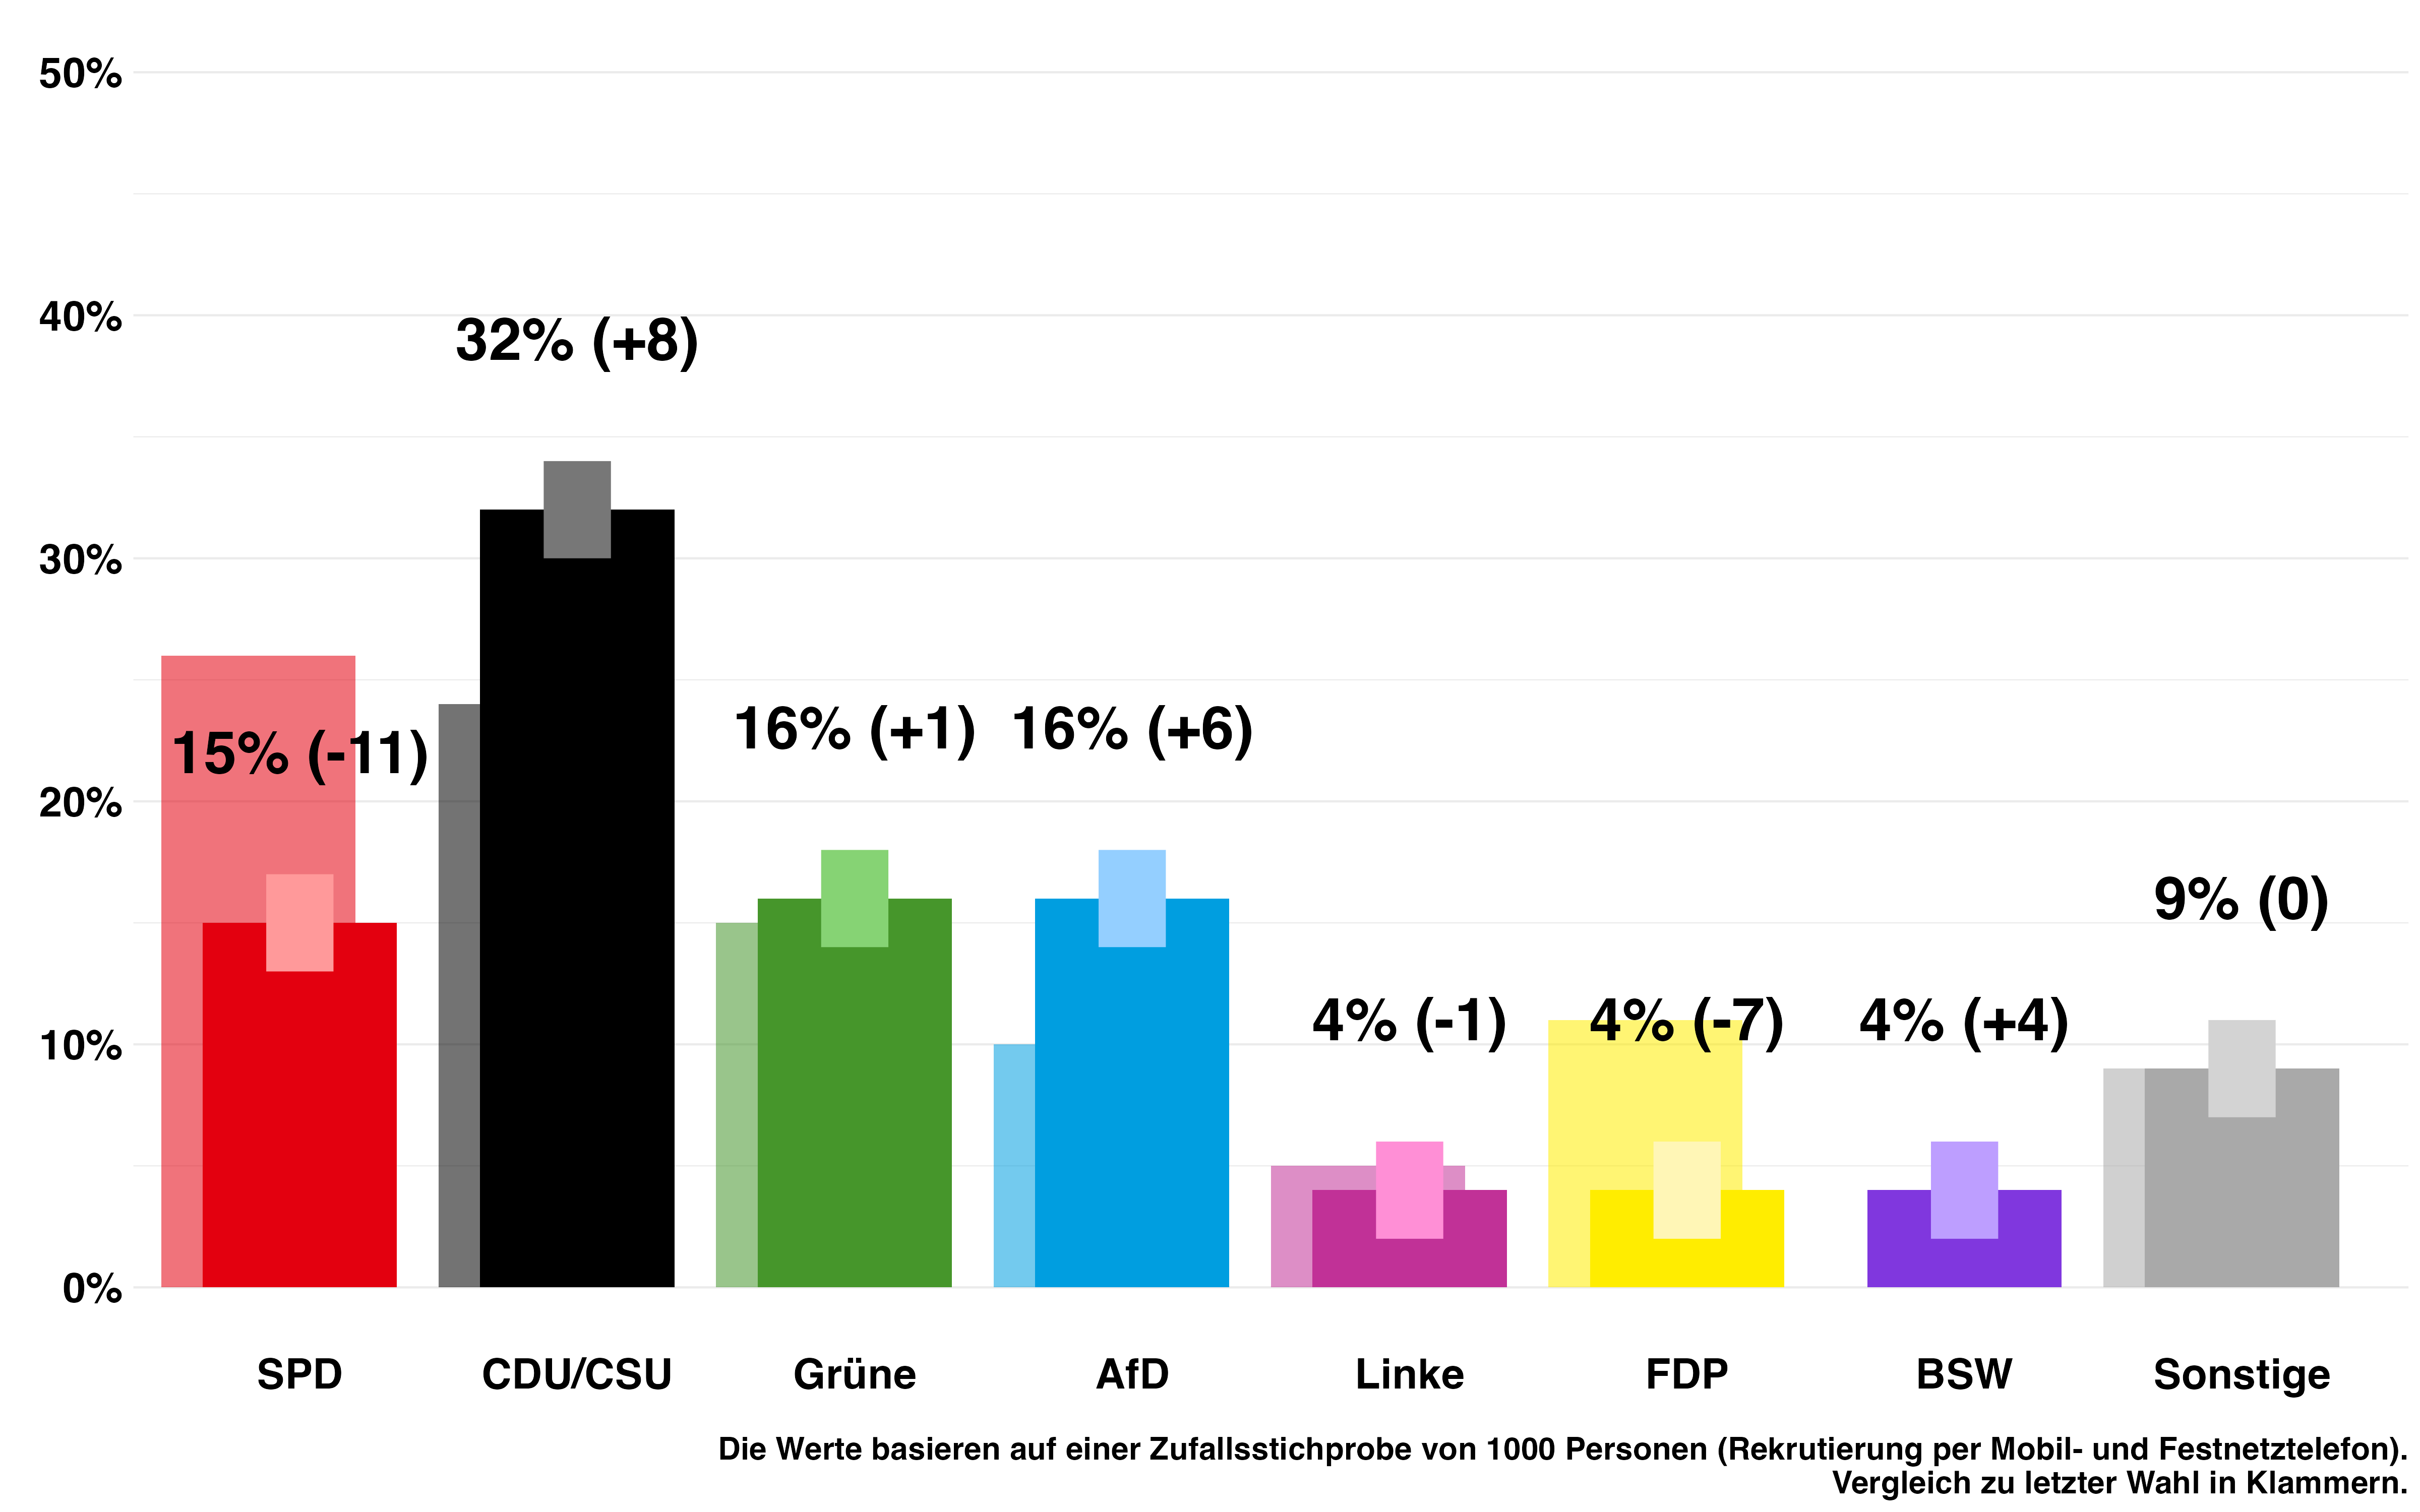 50%
40%
30%
20%
10%
0%
15% (-11)
32% (+8)
16% (+1)
16% (+6)
4% (-1)
4% (-7)
4% (+4)
9% (0)
SPD
CDU/CSU
Grüne
AfD
Linke
FDP
BSW
Sonstige
Die Werte basieren auf einer Zufallsstichprobe von 1000 Personen (Rekrutierung per Mobil- und Festnetztelefon).
Vergleich zu letzter Wahl in Klammern.